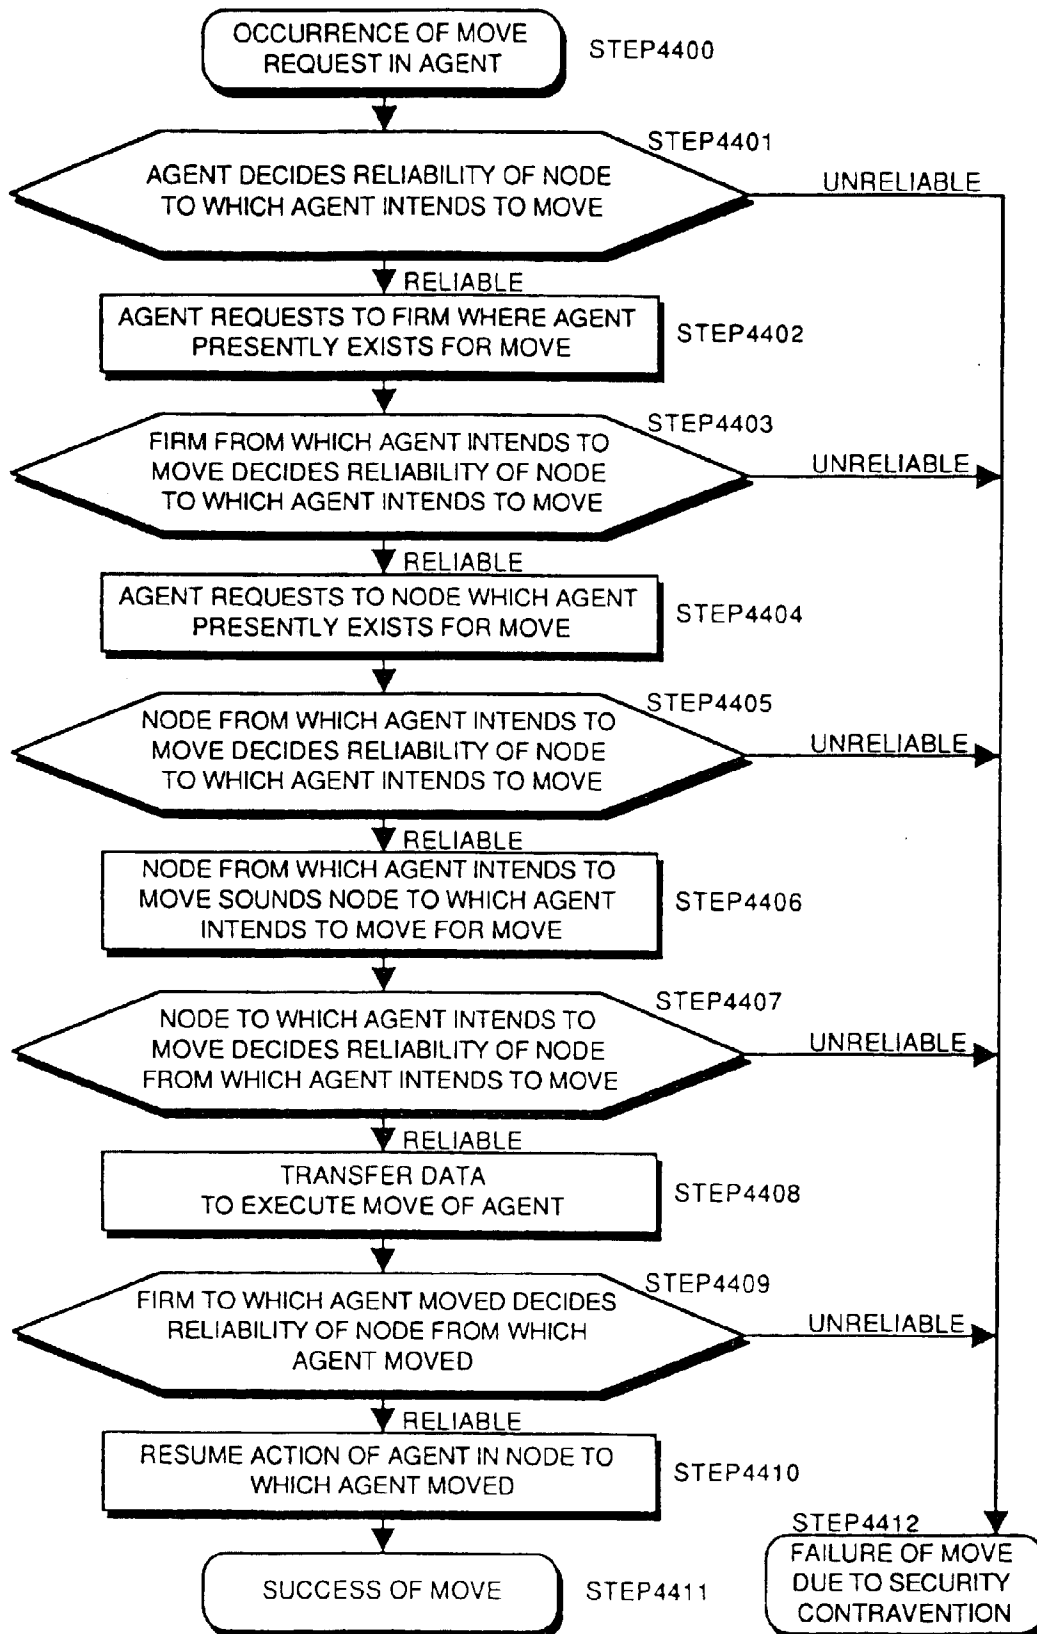 OCCURRENCE OF MOVE
REQUEST IN AGENT
STEP4400
STEP4401
AGENT DECIDES RELIABILITY OF NODE
TO WHICH AGENT INTENDS TO MOVE
UNRELIABLE
RELIABLE
AGENT REQUESTS TO FIRM WHERE AGENT
PRESENTLY EXISTS FOR MOVE
STEP4402
STEP4403
FIRM FROM WHICH AGENT INTENDS TO
MOVE DECIDES RELIABILITY OF NODE
TO WHICH AGENT INTENDS TO MOVE
UNRELIABLE
RELIABLE
AGENT REQUESTS TO NODE WHICH AGENT
PRESENTLY EXISTS FOR MOVE
STEP4404
STEP4405
NODE FROM WHICH AGENT INTENDS TO
MOVE DECIDES RELIABILITY OF NODE
TO WHICH AGENT INTENDS TO MOVE
UNRELIABLE
RELIABLE
NODE FROM WHICH AGENT INTENDS TO
MOVE SOUNDS NODE TO WHICH AGENT
INTENDS TO MOVE FOR MOVE
STEP4406
STEP4407
NODE TO WHICH AGENT INTENDS TO
MOVE DECIDES RELIABILITY OF NODE
FROM WHICH AGENT INTENDS TO MOVE
UNRELIABLE
RELIABLE
TRANSFER DATA
TO EXECUTE MOVE OF AGENT
STEP4408
STEP4409
FIRM TO WHICH AGENT MOVED DECIDES
RELIABILITY OF NODE FROM WHICH
AGENT MOVED
UNRELIABLE
RELIABLE
RESUME ACTION OF AGENT IN NODE TO
WHICH AGENT MOVED
STEP4410
SUCCESS OF MOVE
STEP4411
STEP4412
FAILURE OF MOVE
DUE TO SECURITY
CONTRAVENTION